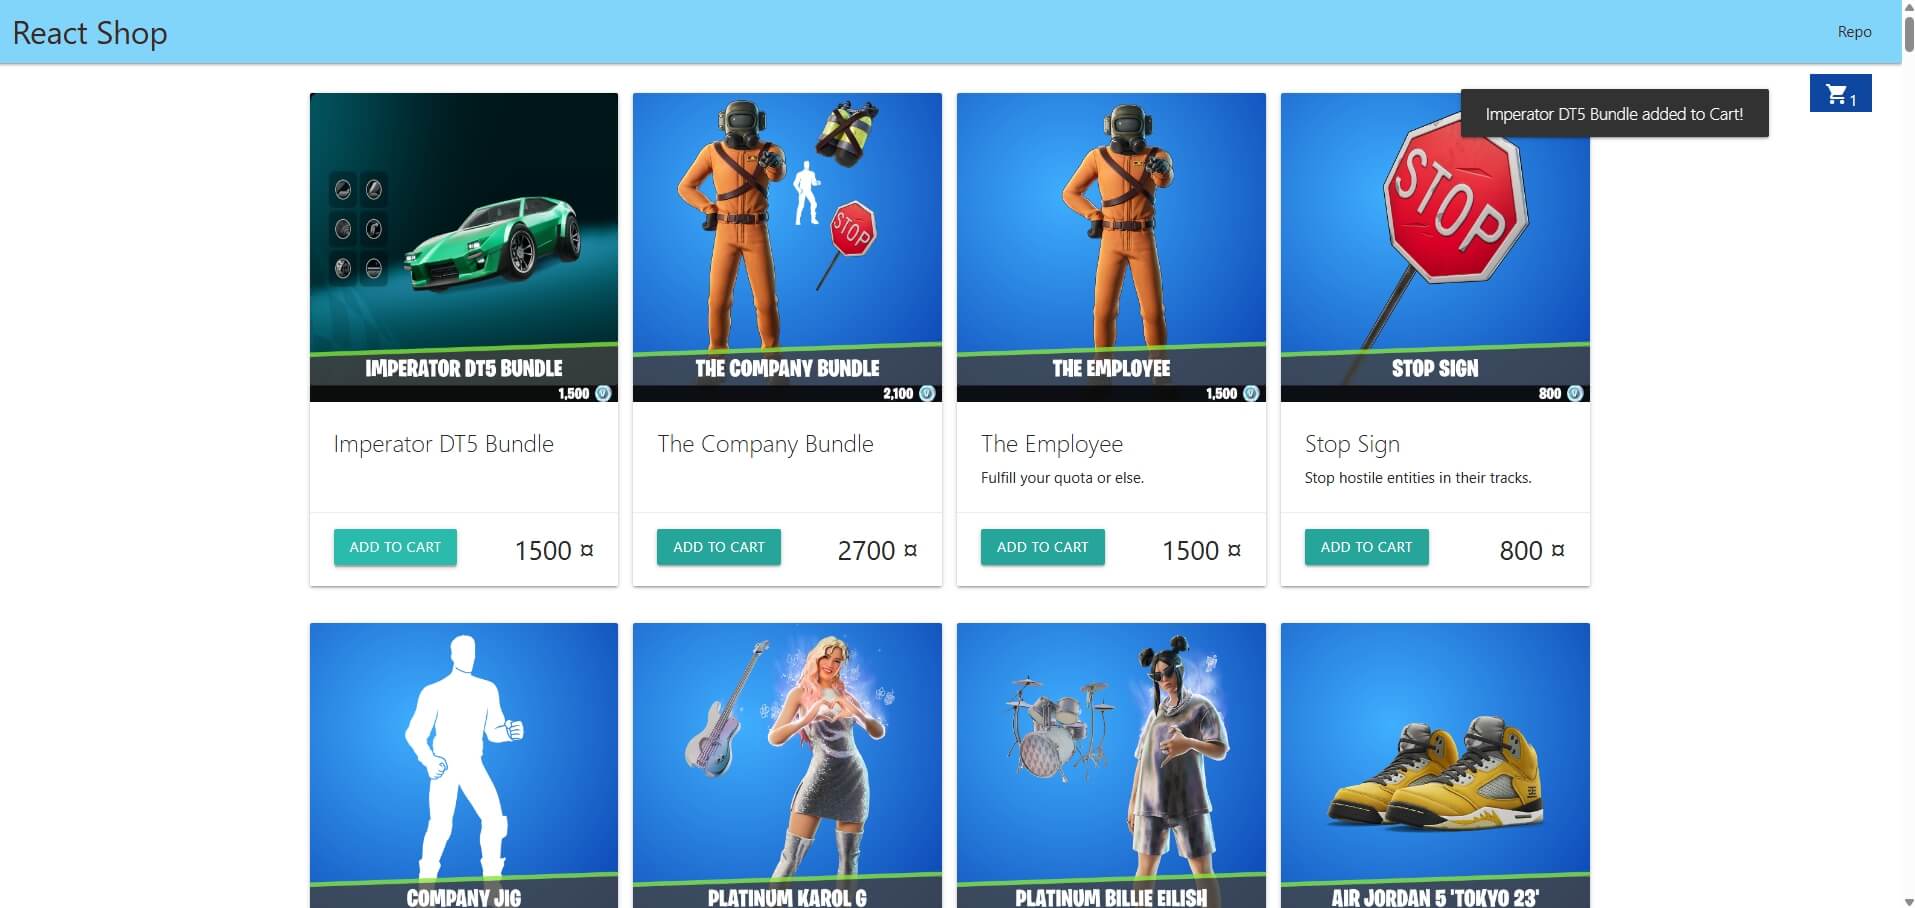 React Shop
Repo
1
Imperator DT5 Bundle added to Cart!
IMPERATOR DT5 BUNDLE
1,500
Imperator DT5 Bundle
ADD TO CART
1500 ¤
STOP
THE COMPANY BUNDLE
2,100
The Company Bundle
ADD TO CART
2700 ¤
THE EMPLOYEE
1,500
The Employee
Fulfill your quota or else.
ADD TO CART
1500 ¤
STOP
STOP SIGN
800
Stop Sign
Stop hostile entities in their tracks.
ADD TO CART
800 ¤
COMPANY JIG
PLATINUM KAROL G
PLATINUM BILLIE EILISH
23
AIR JORDAN 5 'TOKYO 23'